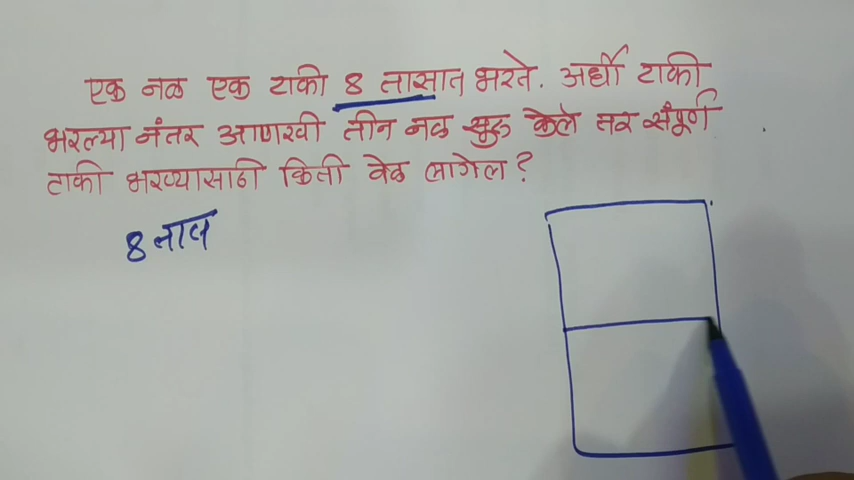 एक नळ एक टाकी 8 तासात भरते. अर्धी टाकी
भरल्या नंतर आणखी तीन नळ सुरू केले तर संपूर्ण
टाकी भरण्यासाठी किती वेळ लागेल?
8 तास